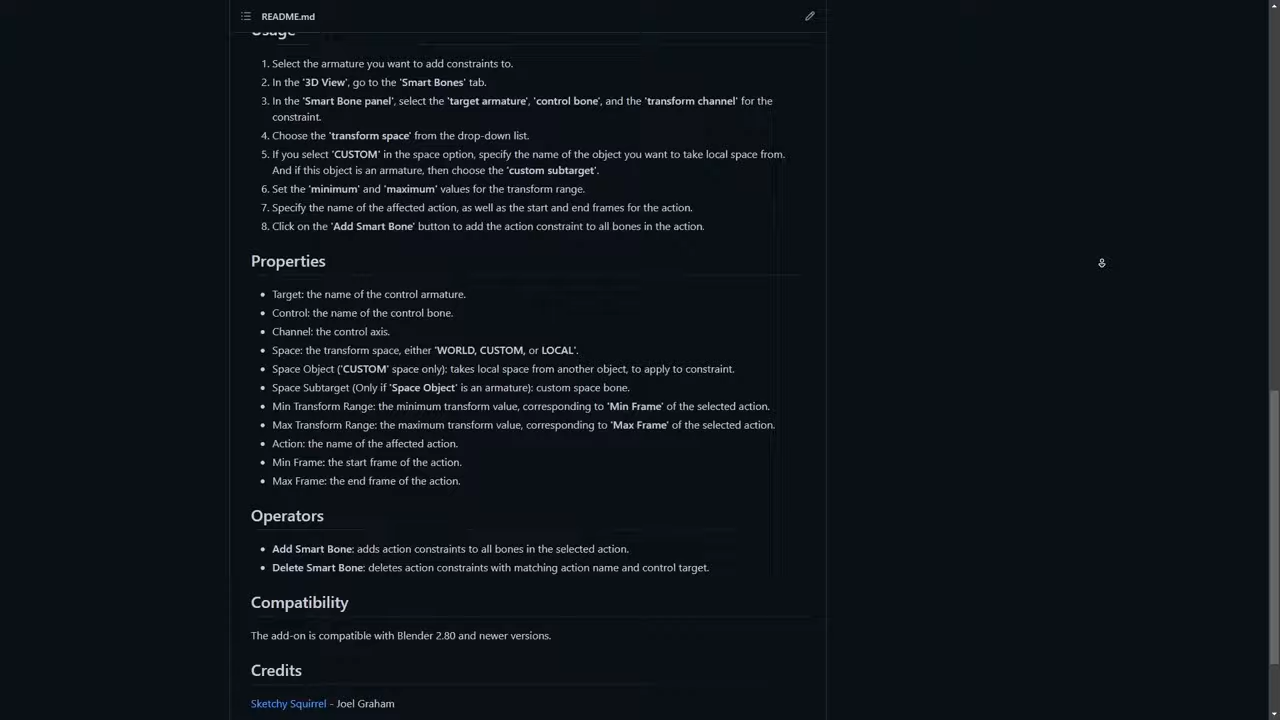 README.md
Usage
1. Select the armature you want to add constraints to.
2. In the '3D View', go to the 'Smart Bones' tab.
3. In the 'Smart Bone panel', select the 'target armature', 'control bone', and the 'transform channel' for the
constraint.
4. Choose the 'transform space' from the drop-down list.
5. If you select 'CUSTOM' in the space option, specify the name of the object you want to take local space from.
And if this object is an armature, then choose the 'custom subtarget'.
6. Set the 'minimum' and 'maximum' values for the transform range.
7. Specify the name of the affected action, as well as the start and end frames for the action.
8. Click on the 'Add Smart Bone' button to add the action constraint to all bones in the action.
Properties
• Target: the name of the control armature.
• Control: the name of the control bone.
• Channel: the control axis.
• Space: the transform space, either 'WORLD, CUSTOM, or LOCAL'.
• Space Object ('CUSTOM' space only): takes local space from another object, to apply to constraint.
• Space Subtarget (Only if 'Space Object' is an armature): custom space bone.
• Min Transform Range: the minimum transform value, corresponding to 'Min Frame' of the selected action.
• Max Transform Range: the maximum transform value, corresponding to 'Max Frame' of the selected action.
• Action: the name of the affected action.
• Min Frame: the start frame of the action.
• Max Frame: the end frame of the action.
Operators
• Add Smart Bone: adds action constraints to all bones in the selected action.
• Delete Smart Bone: deletes action constraints with matching action name and control target.
Compatibility
The add-on is compatible with Blender 2.80 and newer versions.
Credits
Sketchy Squirrel - Joel Graham